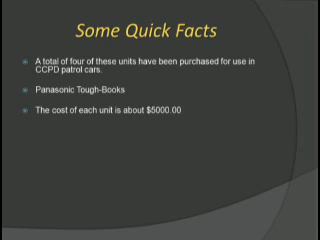 Some Quick Facts
A total of four of these units have been purchased for use in
CCPD patrol cars.
Panasonic Tough-Books
The cost of each unit is about $5000.00